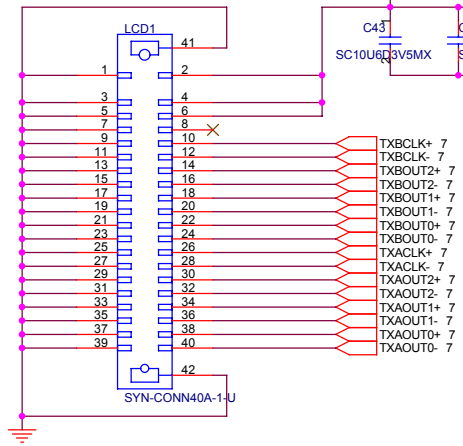 LCD1
41
C43
1
2
C
SC10U6D3V5MX
S
1 2
3 4
5 6
7 8
9 10 TXBCLK+ 7
11 12 TXBCLK- 7
13 14 TXBOUT2+ 7
15 16 TXBOUT2- 7
17 18 TXBOUT1+ 7
19 20 TXBOUT1- 7
21 22 TXBOUT0+ 7
23 24 TXBOUT0- 7
25 26 TXACLK+ 7
27 28 TXACLK- 7
29 30 TXAOUT2+ 7
31 32 TXAOUT2- 7
33 34 TXAOUT1+ 7
35 36 TXAOUT1- 7
37 38 TXAOUT0+ 7
39 40 TXAOUT0- 7
42
SYN-CONN40A-1-U